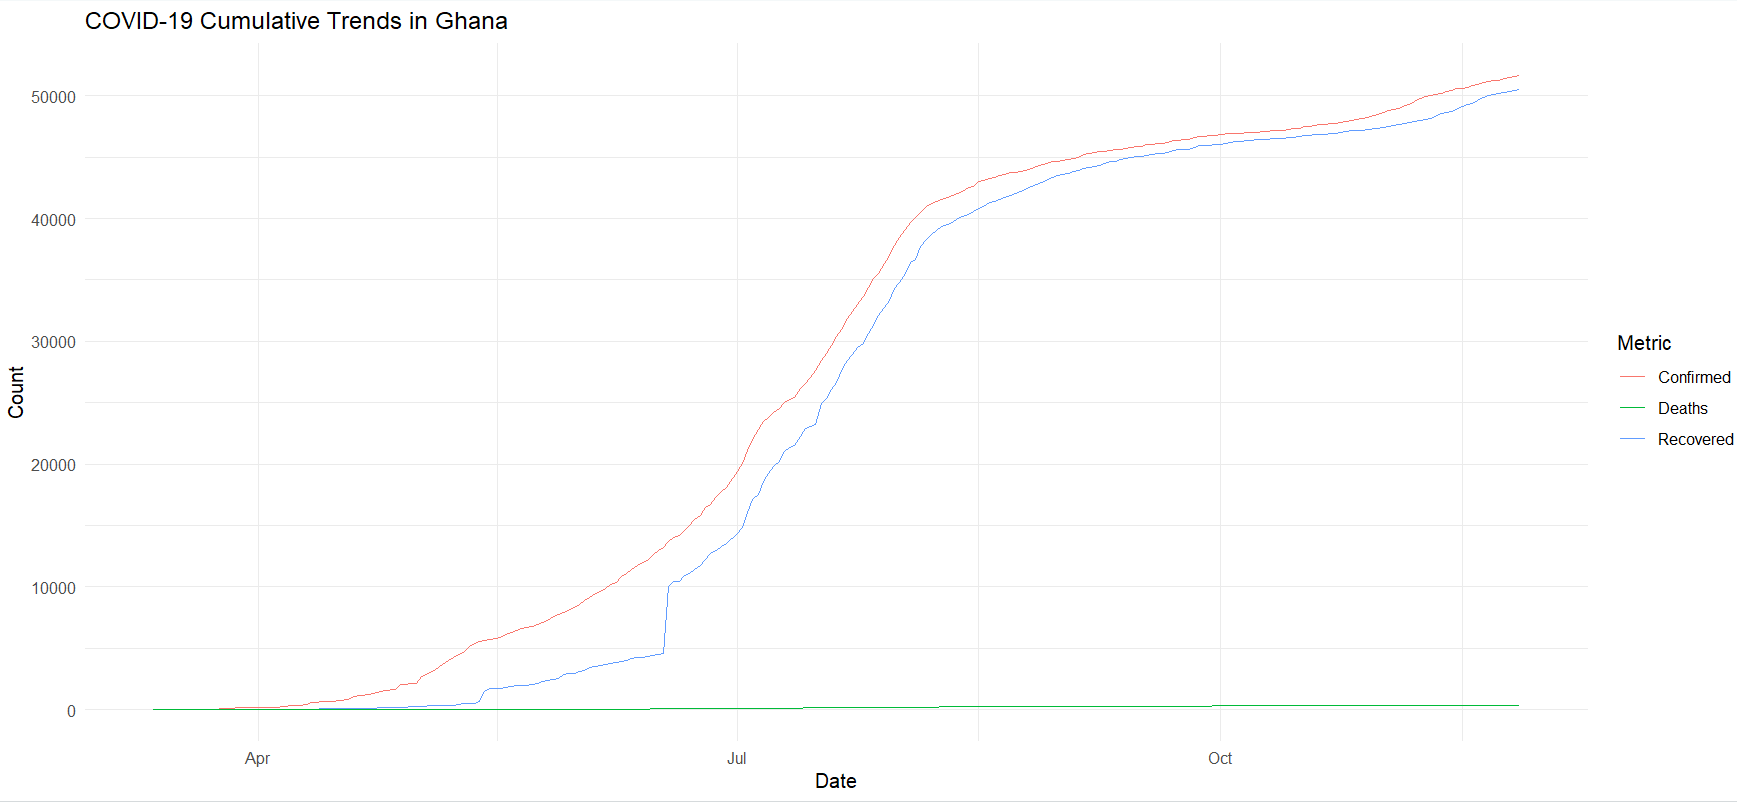 COVID-19 Cumulative Trends in Ghana
50000
40000
30000
20000
10000
0
Count
Apr
Jul
Oct
Date
Metric
Confirmed
Deaths
Recovered